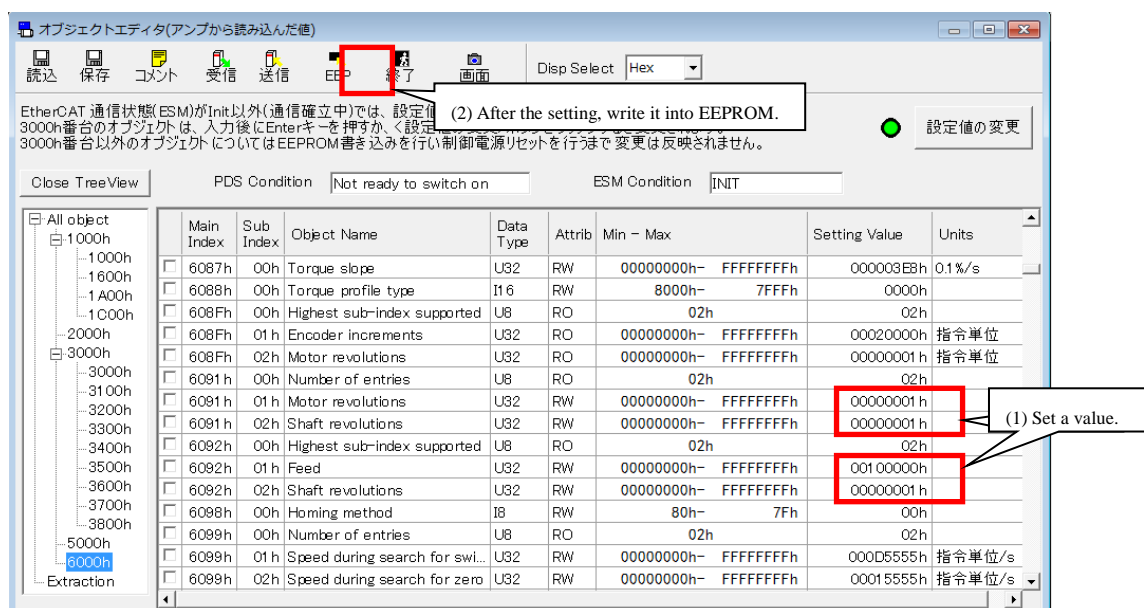 オブジェクトエディタ(アンプから読み込んだ値)
読込 保存 コメント 受信 送信 EEP 終了 画面 Disp Select Hex
(2) After the setting, write it into EEPROM.
EtherCAT 通信状態(ESM)がInit以外(通信確立中)では、設定値
3000h番台のオブジェクトは、入力後にEnterキーを押すか、<設定
3000h番台以外のオブジェクトについてはEEPROM書き込みを行い制御電源リセットを行うまで変更は反映されません。
設定値の変更
Close TreeView PDS Condition Not ready to switch on ESM Condition INIT
All object
1000h
1000h
1600h
1A00h
1C00h
2000h
3000h
3000h
3100h
3200h
3300h
3400h
3500h
3600h
3700h
3800h
5000h
6000h
Extraction
Main Index Sub Index Object Name Data Type Attrib Min - Max Setting Value Units
6087h 00h Torque slope U32 RW 00000000h- FFFFFFFFh 000003E8h 0.1%/s
6088h 00h Torque profile type I16 RW 8000h- 7FFFh 0000h
608Fh 00h Highest sub-index supported U8 RO 02h 02h
608Fh 01h Encoder increments U32 RO 00000000h- FFFFFFFFh 00020000h 指令単位
608Fh 02h Motor revolutions U32 RO 00000000h- FFFFFFFFh 00000001h 指令単位
6091h 00h Number of entries U8 RO 02h 02h
6091h 01h Motor revolutions U32 RW 00000000h- FFFFFFFFh 00000001h
6091h 02h Shaft revolutions U32 RW 00000000h- FFFFFFFFh 00000001h
6092h 00h Highest sub-index supported U8 RO 02h 02h
6092h 01h Feed U32 RW 00000000h- FFFFFFFFh 00100000h
6092h 02h Shaft revolutions U32 RW 00000000h- FFFFFFFFh 00000001h
6098h 00h Homing method I8 RW 80h- 7Fh 00h
6099h 00h Number of entries U8 RO 02h 02h
6099h 01h Speed during search for swi... U32 RW 00000000h- FFFFFFFFh 000D5555h 指令単位/s
6099h 02h Speed during search for zero U32 RW 00000000h- FFFFFFFFh 00015555h 指令単位/s
(1) Set a value.